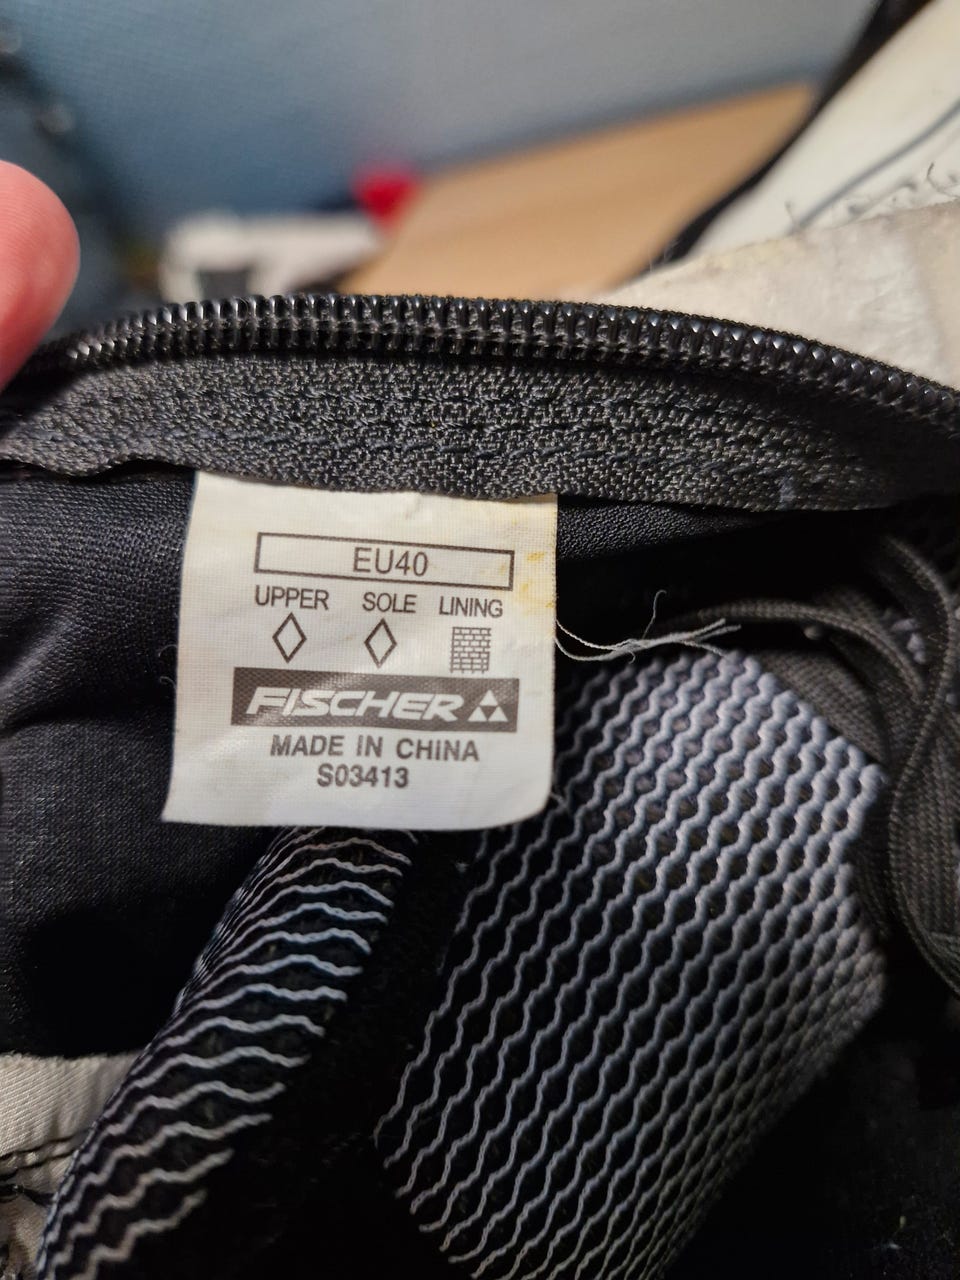 EU40
UPPER SOLE LINING
FISCHER
MADE IN CHINA
S03413